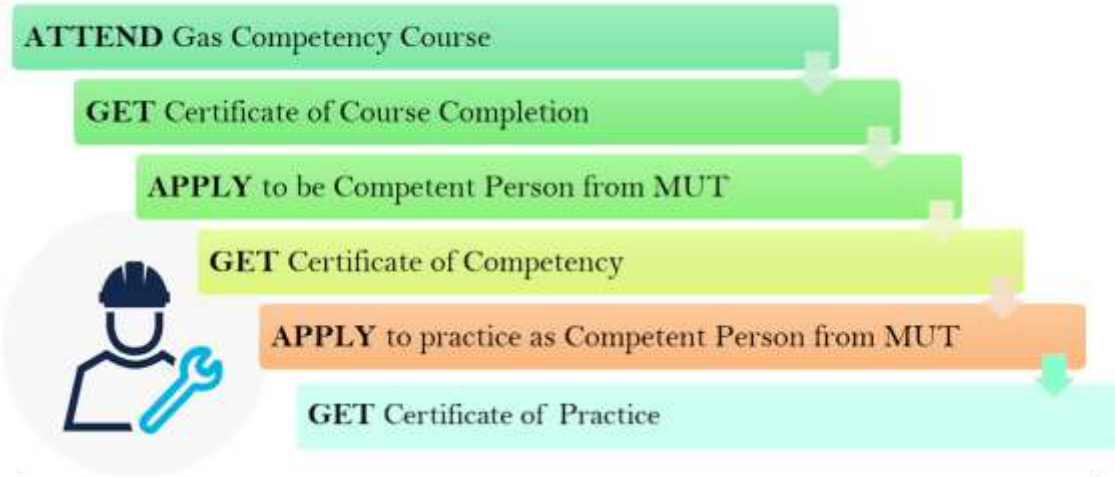 ATTEND Gas Competency Course
GET Certificate of Course Completion
APPLY to be Competent Person from MUT
GET Certificate of Competency
APPLY to practice as Competent Person from MUT
GET Certificate of Practice